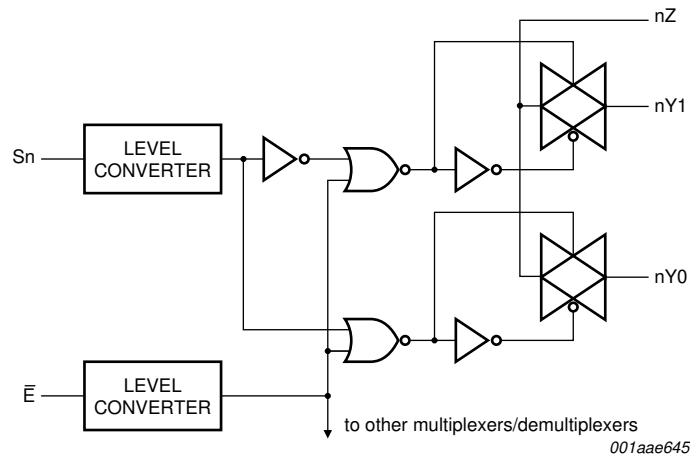 nZ
nY1
Sn
LEVEL
CONVERTER
nY0
E̅
LEVEL
CONVERTER
to other multiplexers/demultiplexers
001aae645